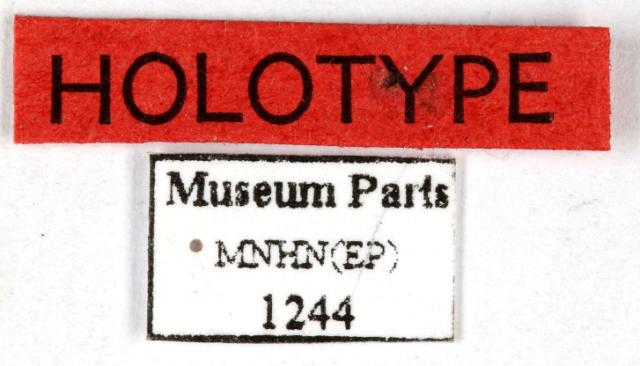 HOLOTYPE
Museum Paris
MNHN(EP)
1244